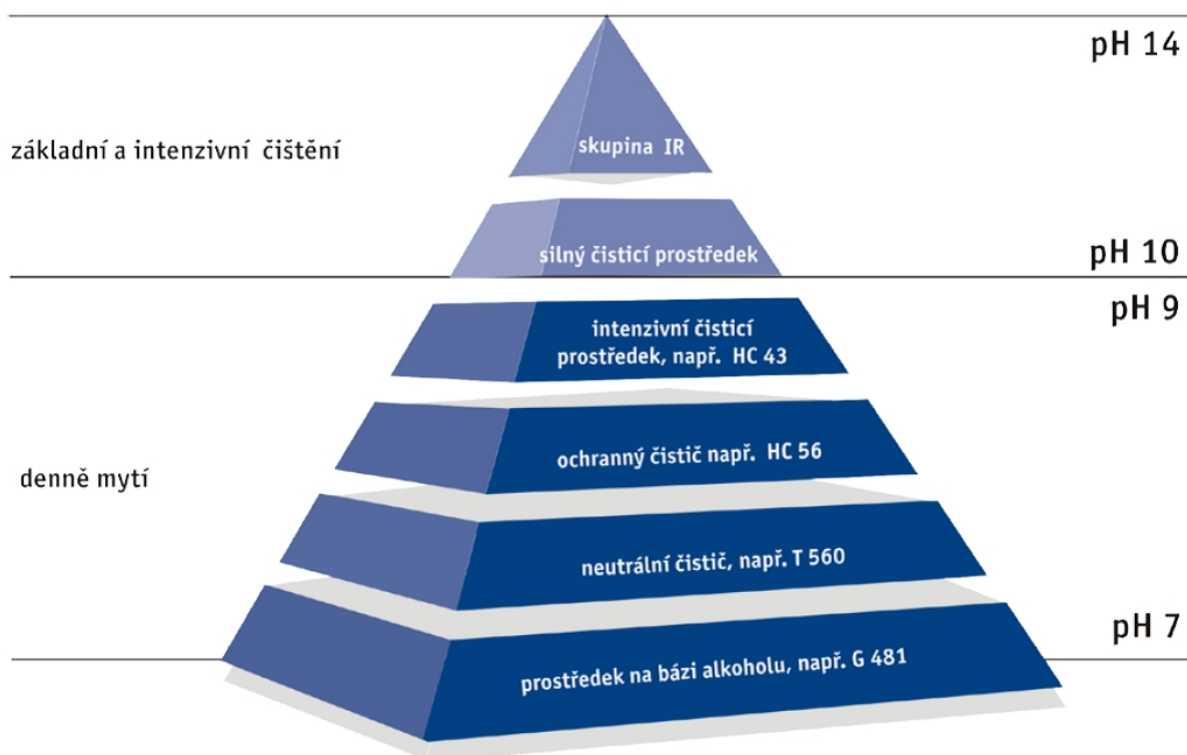 pH 14
základní a intenzivní čištění
skupina IR
silný čisticí prostředek
pH 10
pH 9
intenzivní čisticí
prostředek, např. HC 43
ochranný čistič např. HC 56
denně mytí
neutrální čistič, např. T 560
pH 7
prostředek na bázi alkoholu, např. G 481